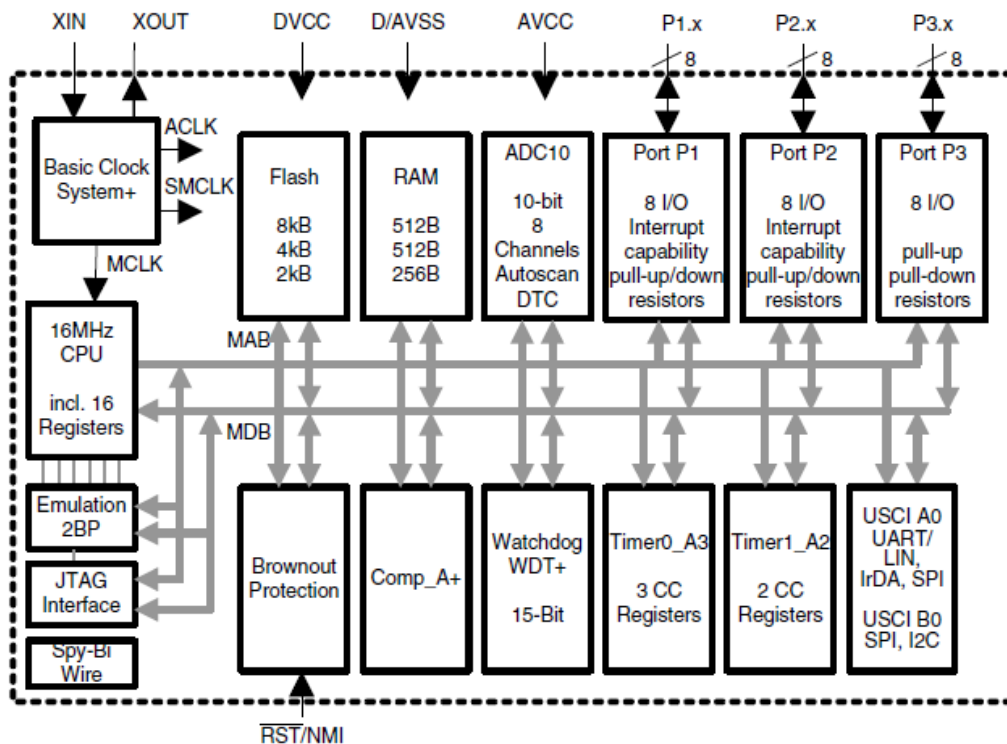 XIN XOUT DVCC D/AVSS AVCC P1.x P2.x P3.x
8 8 8
Basic Clock
System+
ACLK
SMCLK
MCLK
Flash
8kB
4kB
2kB
RAM
512B
512B
256B
ADC10
10-bit
8
Channels
Autoscan
DTC
Port P1
8 I/O
Interrupt
capability
pull-up/down
resistors
Port P2
8 I/O
Interrupt
capability
pull-up/down
resistors
Port P3
8 I/O
pull-up
pull-down
resistors
16MHz
CPU
incl. 16
Registers
MAB
MDB
Emulation
2BP
JTAG
Interface
Spy-Bi
Wire
Brownout
Protection
Comp_A+
Watchdog
WDT+
15-Bit
Timer0_A3
3 CC
Registers
Timer1_A2
2 CC
Registers
USCI A0
UART/
LIN,
IrDA, SPI
USCI B0
SPI, I2C
RST/NMI